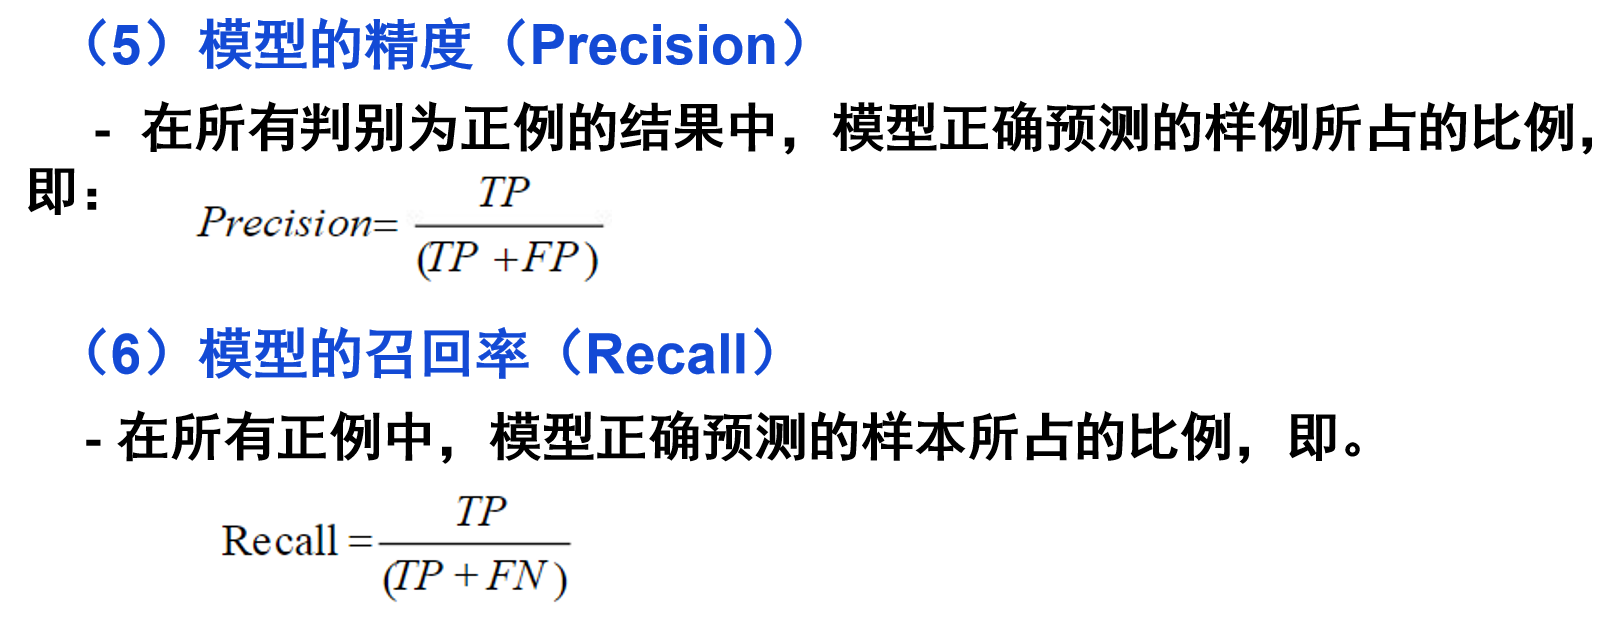 （5）模型的精度（Precision）
- 在所有判别为正例的结果中，模型正确预测的样例所占的比例，
即：
Precision= TP / (TP +FP)
（6）模型的召回率（Recall）
- 在所有正例中，模型正确预测的样本所占的比例，即。
Recall = TP / (TP + FN)